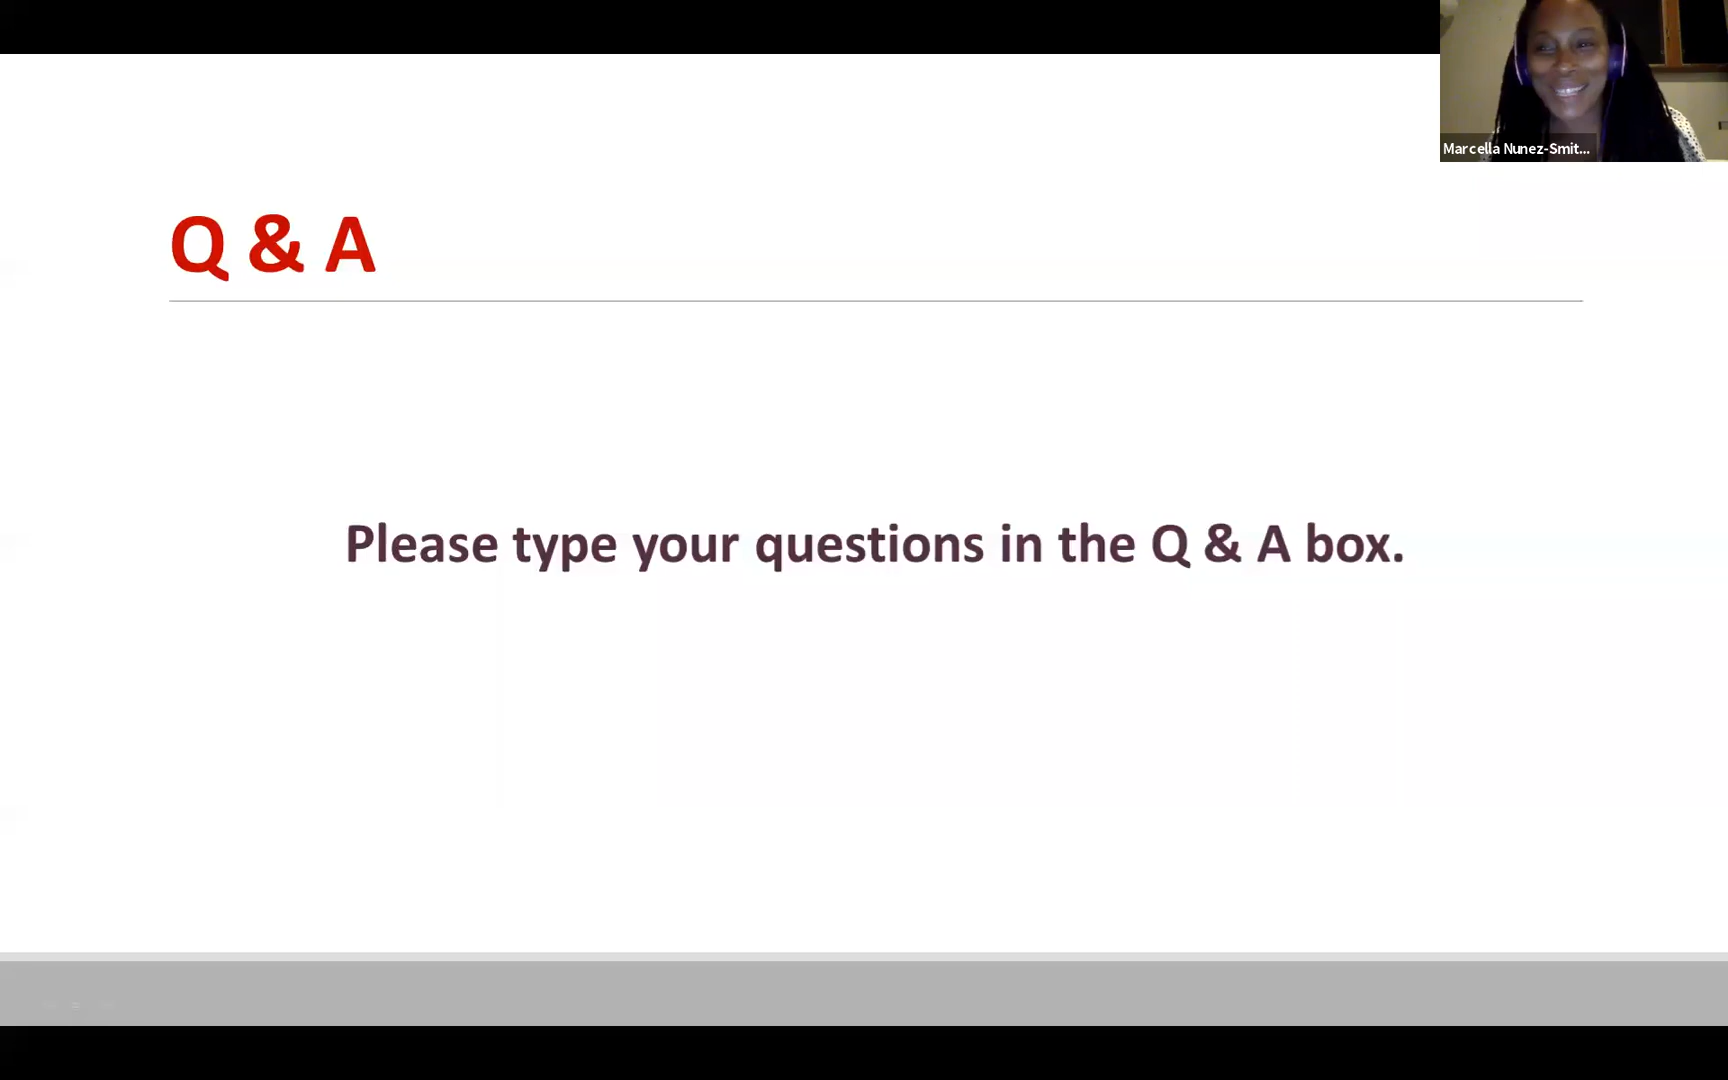 Marcella Nunez-Smit...
Q & A
Please type your questions in the Q & A box.